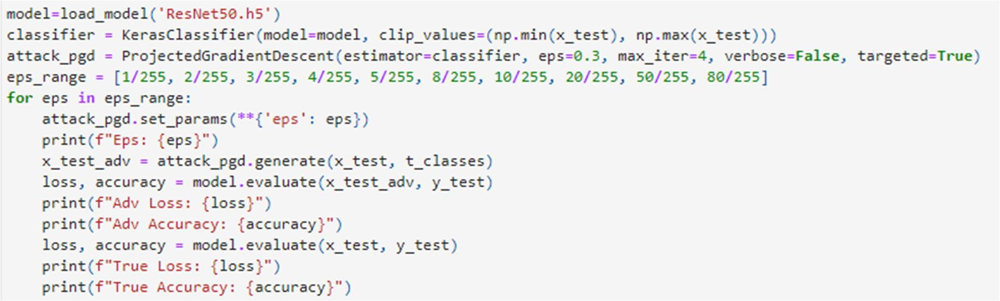 model=load_model('ResNet50.h5')
classifier = KerasClassifier(model=model, clip_values=(np.min(x_test), np.max(x_test)))
attack_pgd = ProjectedGradientDescent(estimator=classifier, eps=0.3, max_iter=4, verbose=False, targeted=True)
eps_range = [1/255, 2/255, 3/255, 4/255, 5/255, 8/255, 10/255, 20/255, 50/255, 80/255]
for eps in eps_range:
    attack_pgd.set_params(**{'eps': eps})
    print(f"Eps: {eps}")
    x_test_adv = attack_pgd.generate(x_test, t_classes)
    loss, accuracy = model.evaluate(x_test_adv, y_test)
    print(f"Adv Loss: {loss}")
    print(f"Adv Accuracy: {accuracy}")
    loss, accuracy = model.evaluate(x_test, y_test)
    print(f"True Loss: {loss}")
    print(f"True Accuracy: {accuracy}")